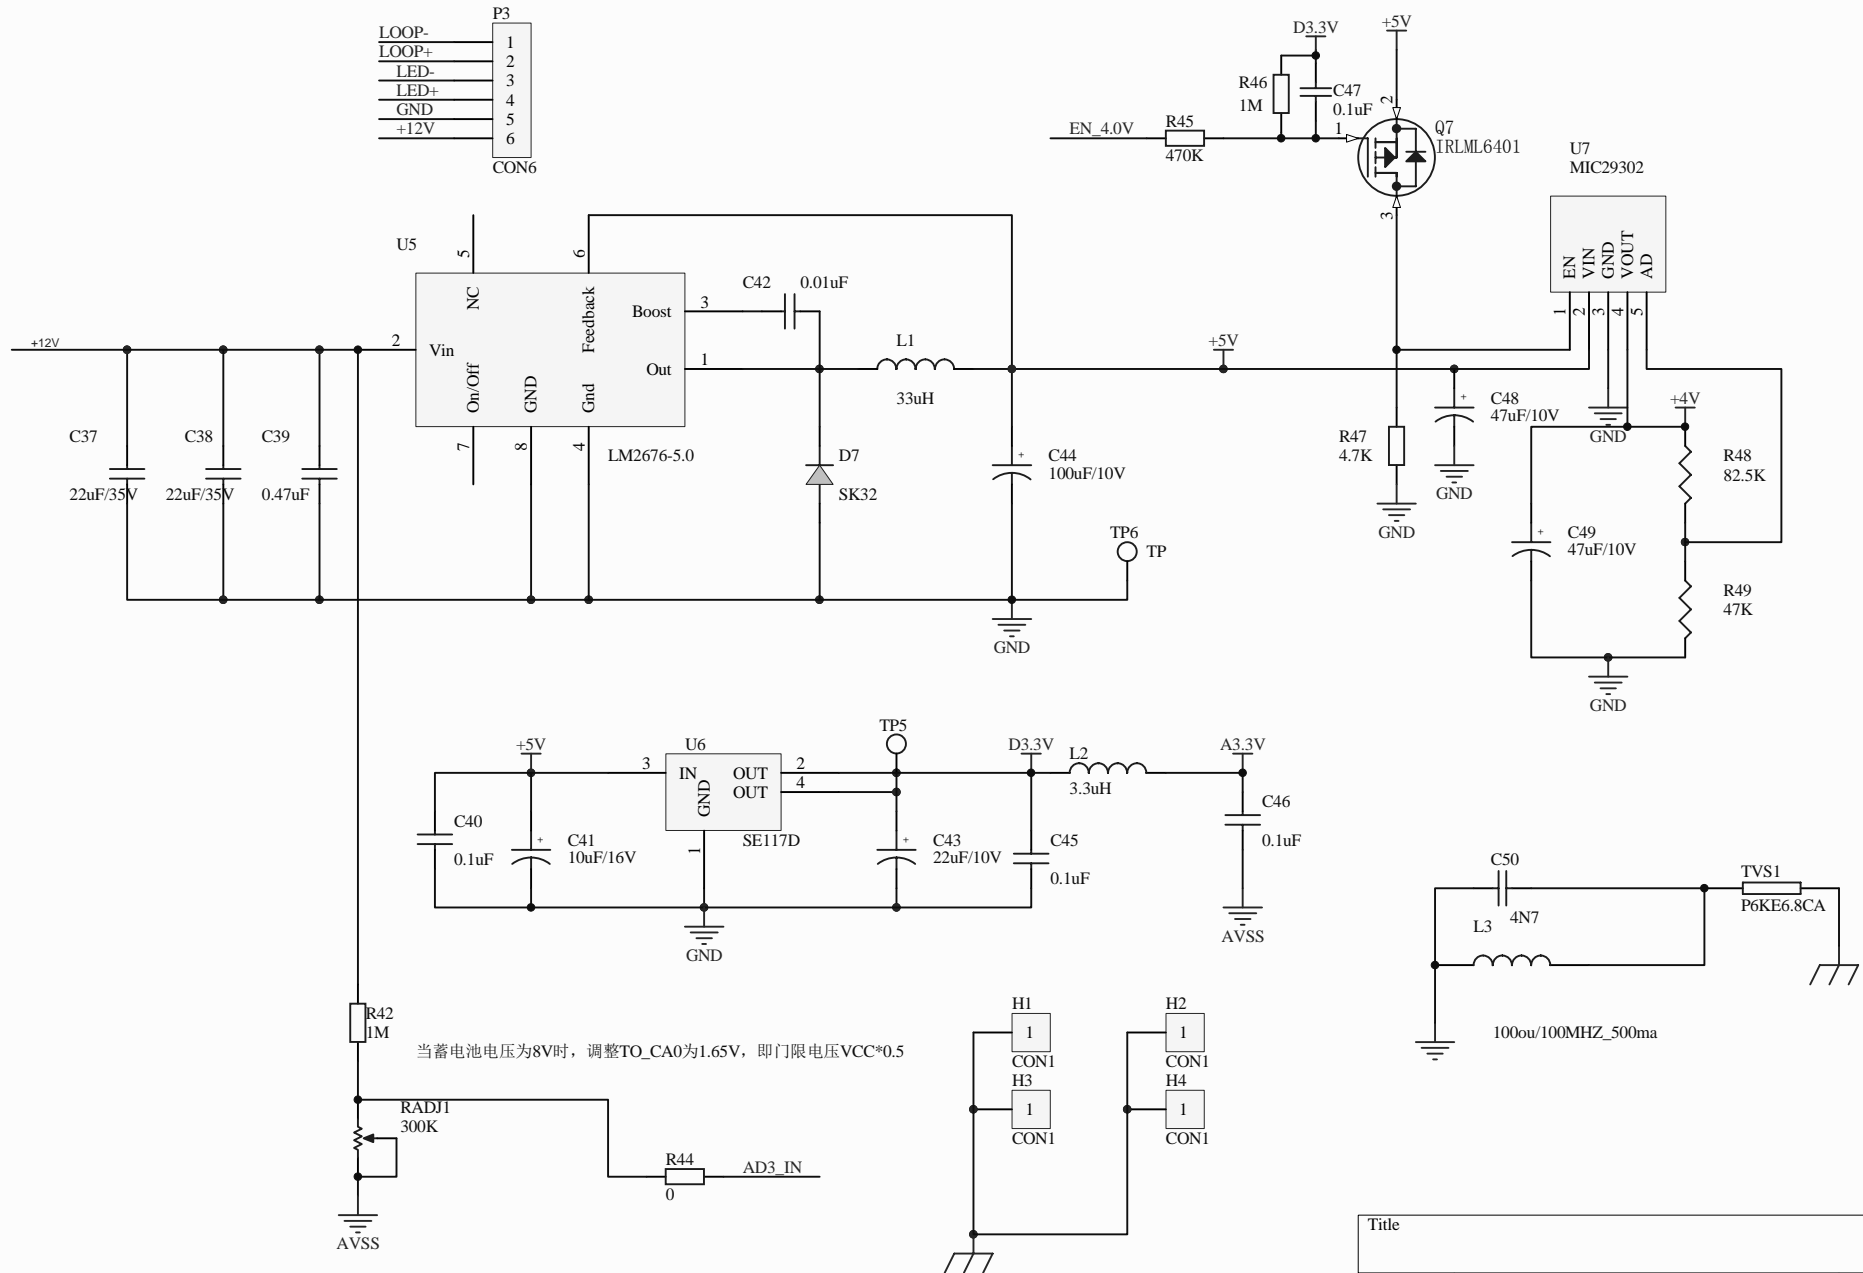 P3
LOOP-
LOOP+
LED-
LED+
GND
+12V
1
2
3
4
5
6
CON6
D3.3V
+5V
R46
1M
C47
0.1uF
EN_4.0V
R45
470K
1
2
3
Q7
IRLML6401
U7
MIC29302
EN
VIN
GND
VOUT
AD
1
2
3
4
5
U5
5
6
NC
Feedback
Boost
3
C42
0.01uF
+12V
2
Vin
Out
1
L1
33uH
+5V
On/Off
GND
Gnd
7
8
4
LM2676-5.0
C37
22uF/35V
C38
22uF/35V
C39
0.47uF
D7
SK32
C44
100uF/10V
TP6
TP
GND
R47
4.7K
GND
C48
47uF/10V
GND
GND
+4V
R48
82.5K
C49
47uF/10V
R49
47K
GND
+5V
U6
3
IN
GND
OUT
OUT
2
4
1
SE117D
TP5
D3.3V
L2
3.3uH
A3.3V
C40
0.1uF
C41
10uF/16V
C43
22uF/10V
C45
0.1uF
C46
0.1uF
GND
AVSS
C50
4N7
L3
TVS1
P6KE6.8CA
100ou/100MHZ_500ma
R42
1M
当蓄电池电压为8V时，调整TO_CA0为1.65V，即门限电压VCC*0.5
RADJ1
300K
R44
0
AD3_IN
AVSS
H1
1
CON1
H2
1
CON1
H3
1
CON1
H4
1
CON1
Title